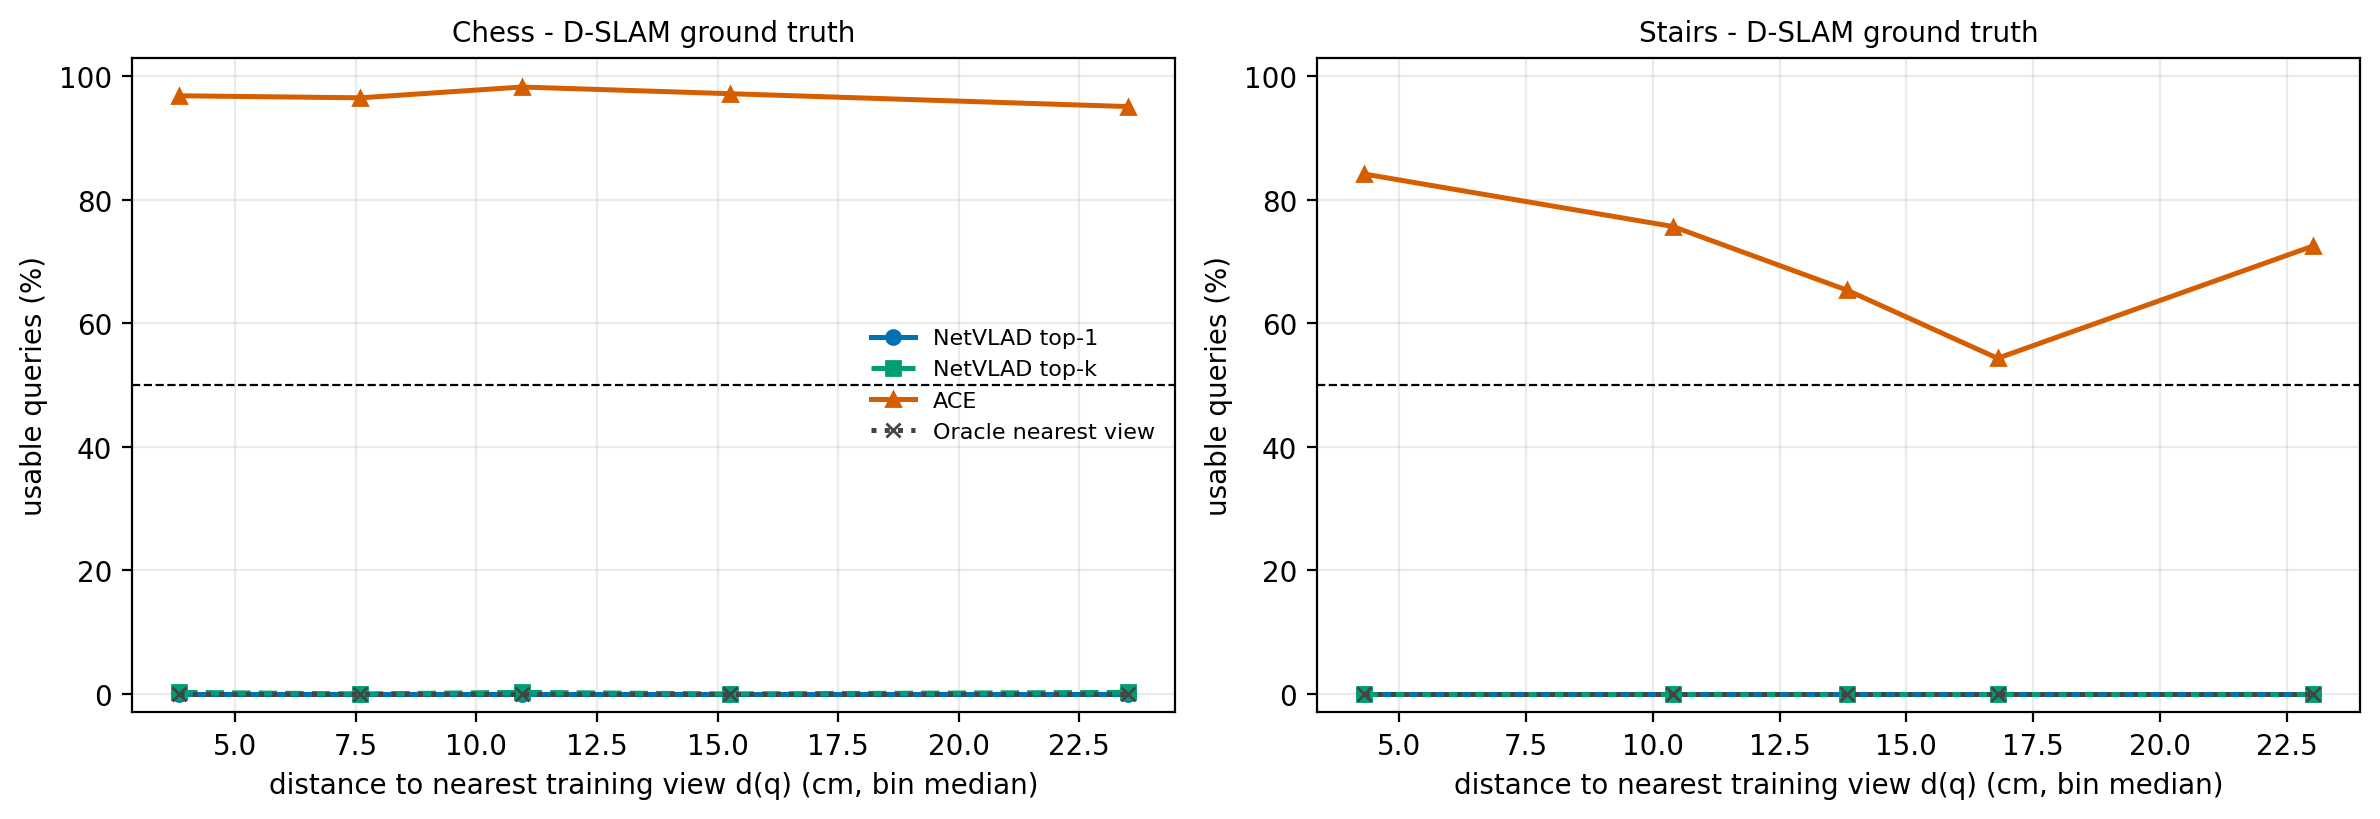 Chess - D-SLAM ground truth
usable queries (%)
100
80
60
40
20
0
NetVLAD top-1
NetVLAD top-k
ACE
Oracle nearest view
5.0 7.5 10.0 12.5 15.0 17.5 20.0 22.5
distance to nearest training view d(q) (cm, bin median)
Stairs - D-SLAM ground truth
usable queries (%)
100
80
60
40
20
0
5.0 7.5 10.0 12.5 15.0 17.5 20.0 22.5
distance to nearest training view d(q) (cm, bin median)